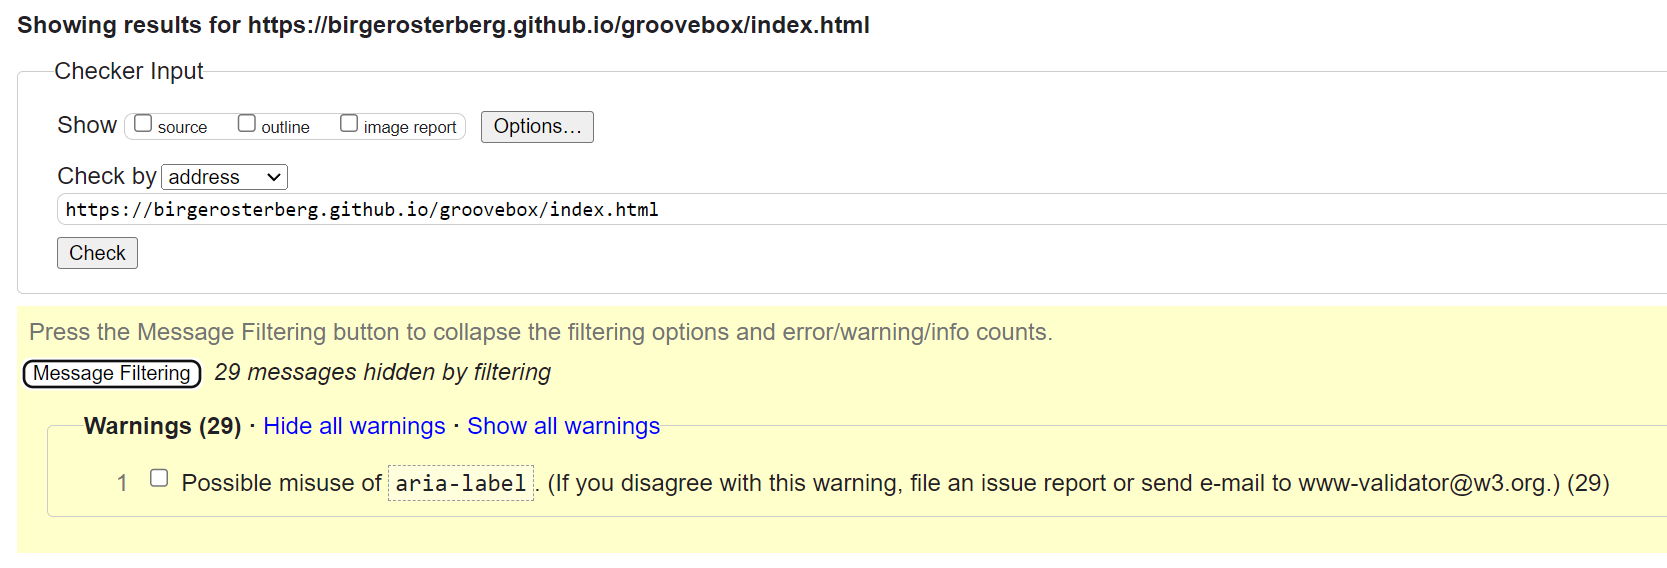 Showing results for https://birgerosterberg.github.io/groovebox/index.html
Checker Input
Show source outline image report Options...
Check by address
https://birgerosterberg.github.io/groovebox/index.html
Check
Press the Message Filtering button to collapse the filtering options and error/warning/info counts.
Message Filtering 29 messages hidden by filtering
Warnings (29) · Hide all warnings · Show all warnings
1 Possible misuse of aria-label. (If you disagree with this warning, file an issue report or send e-mail to www-validator@w3.org.) (29)